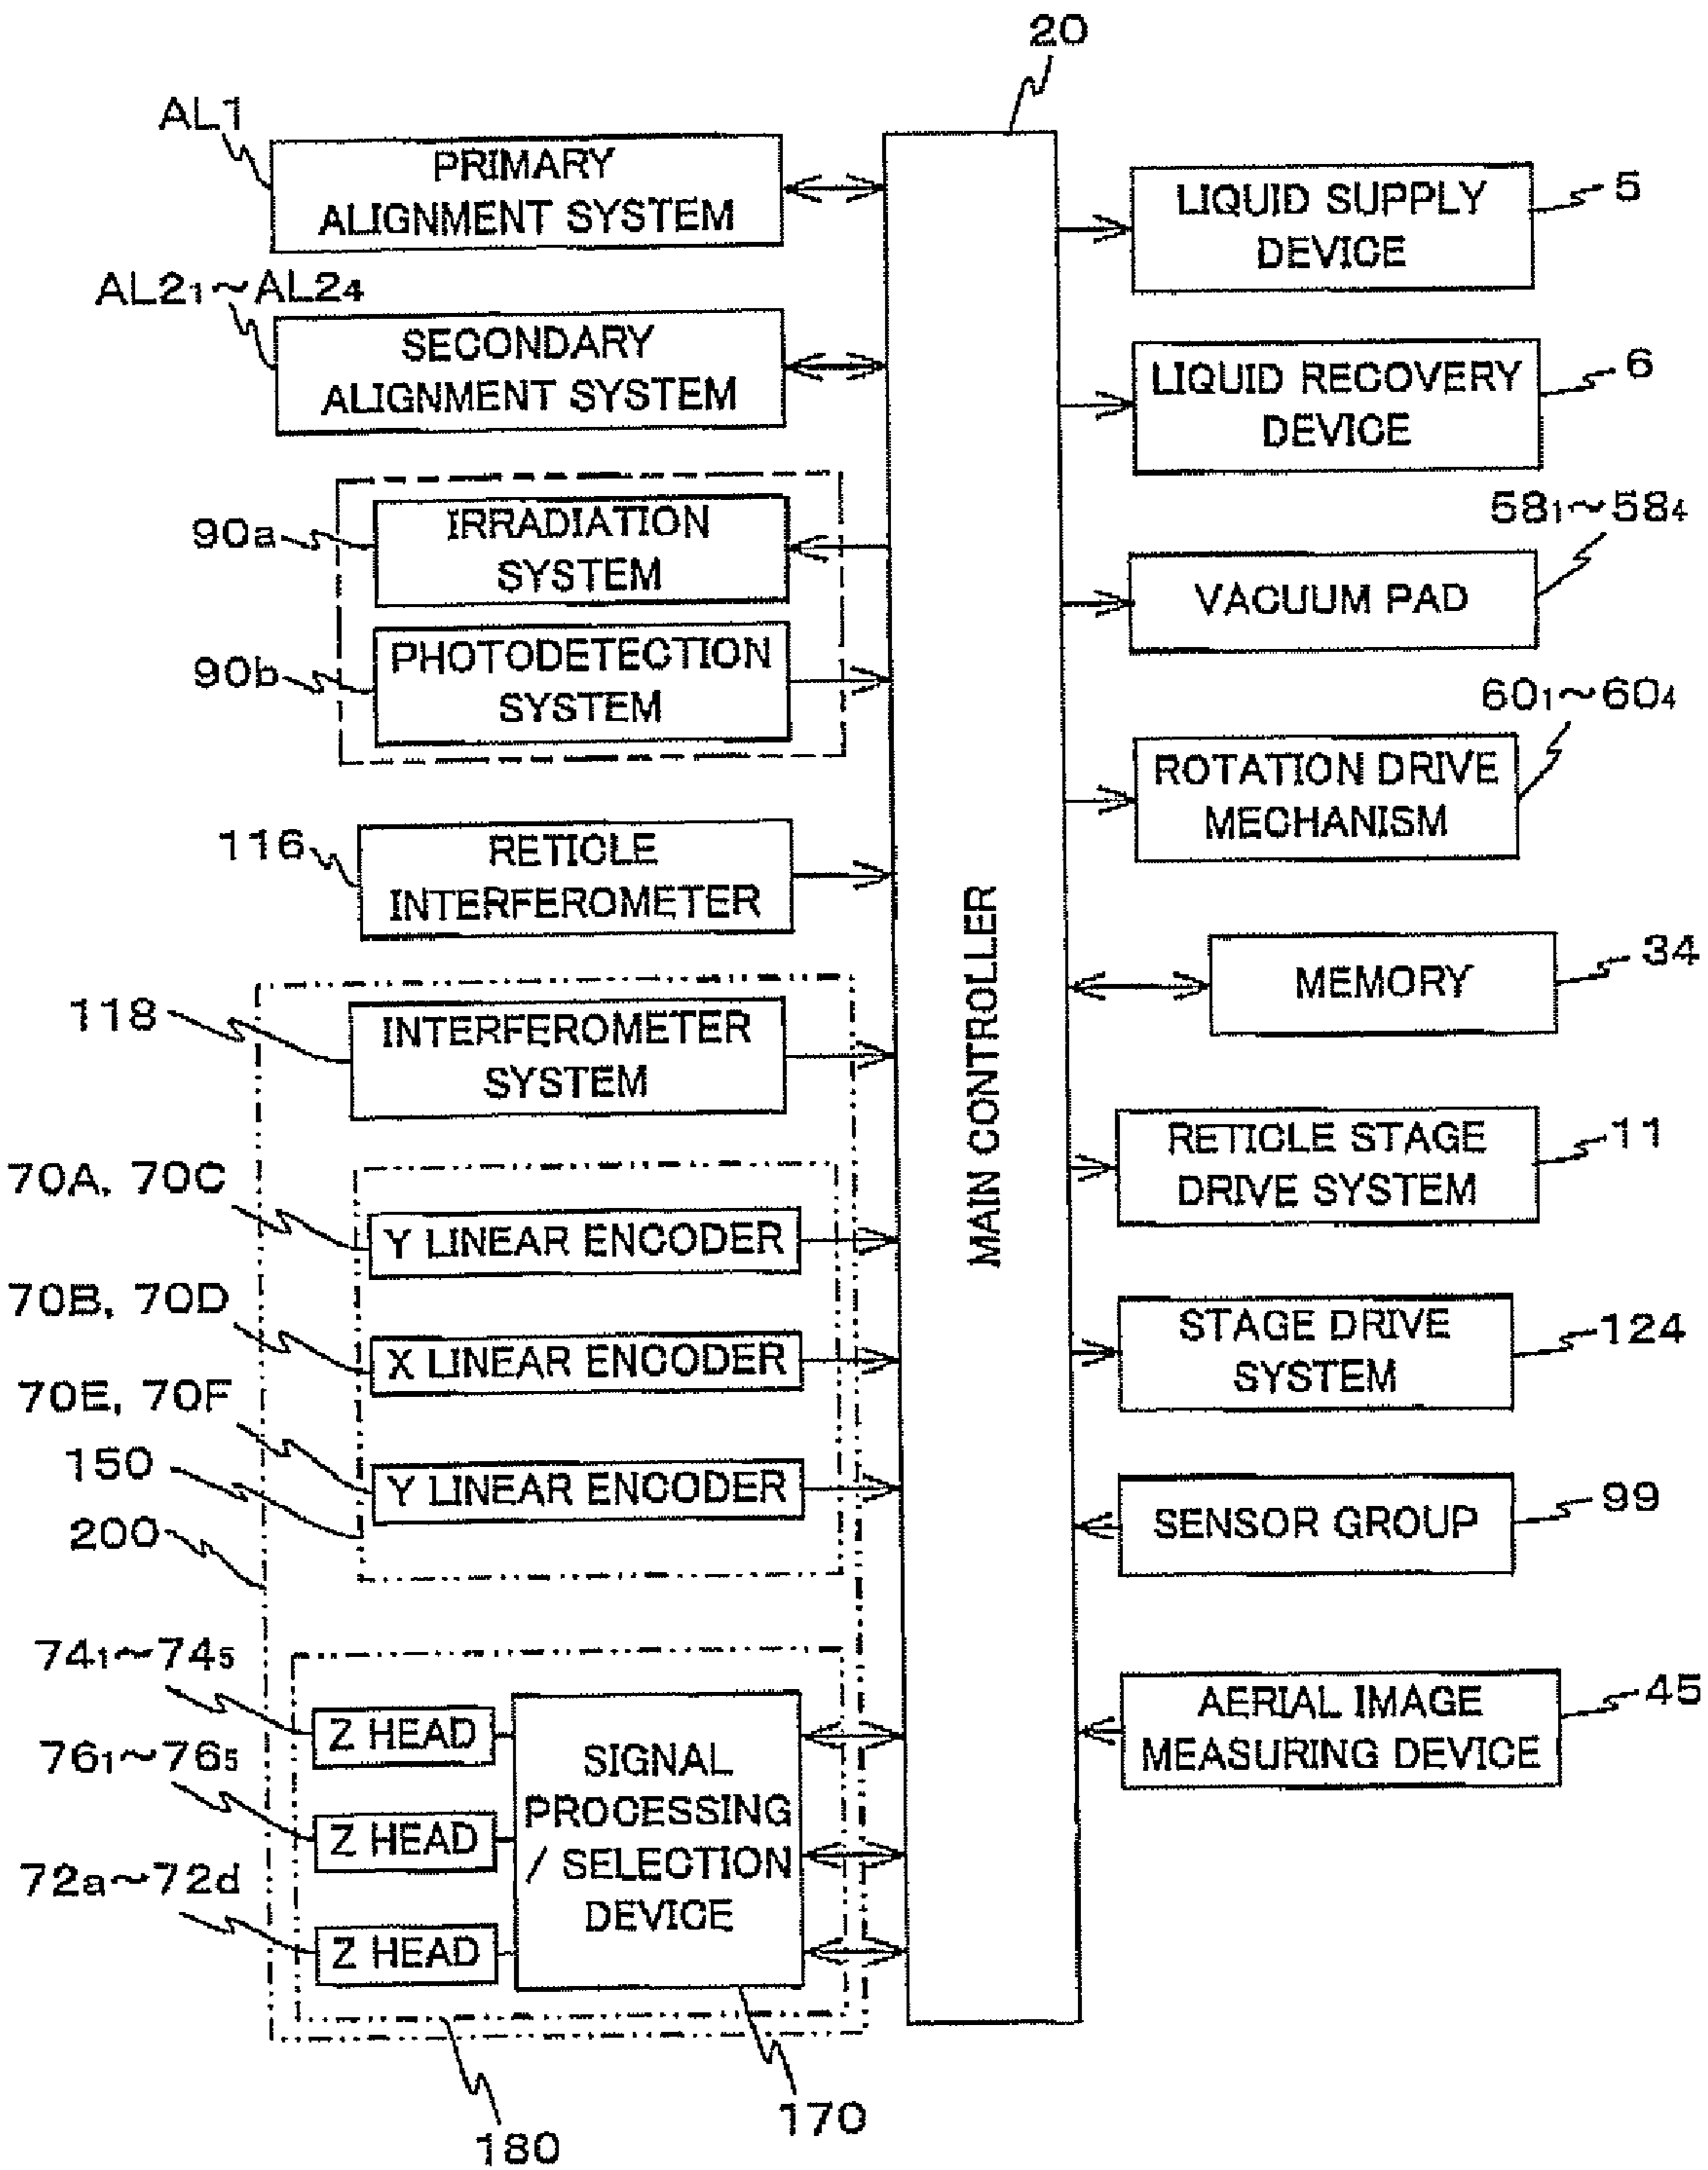 20
AL1
PRIMARY
ALIGNMENT SYSTEM
AL2₁~AL2₄
SECONDARY
ALIGNMENT SYSTEM
90a
IRRADIATION
SYSTEM
90b
PHOTODETECTION
SYSTEM
116
RETICLE
INTERFEROMETER
118
INTERFEROMETER
SYSTEM
70A, 70C
Y LINEAR ENCODER
70B, 70D
X LINEAR ENCODER
70E, 70F
Y LINEAR ENCODER
150
200
74₁~74₅
Z HEAD
76₁~76₅
Z HEAD
72a~72d
Z HEAD
SIGNAL
PROCESSING
/ SELECTION
DEVICE
170
180
MAIN CONTROLLER
LIQUID SUPPLY
DEVICE
5
LIQUID RECOVERY
DEVICE
6
58₁~58₄
VACUUM PAD
60₁~60₄
ROTATION DRIVE
MECHANISM
MEMORY
34
RETICLE STAGE
DRIVE SYSTEM
11
STAGE DRIVE
SYSTEM
124
SENSOR GROUP
99
AERIAL IMAGE
MEASURING DEVICE
45